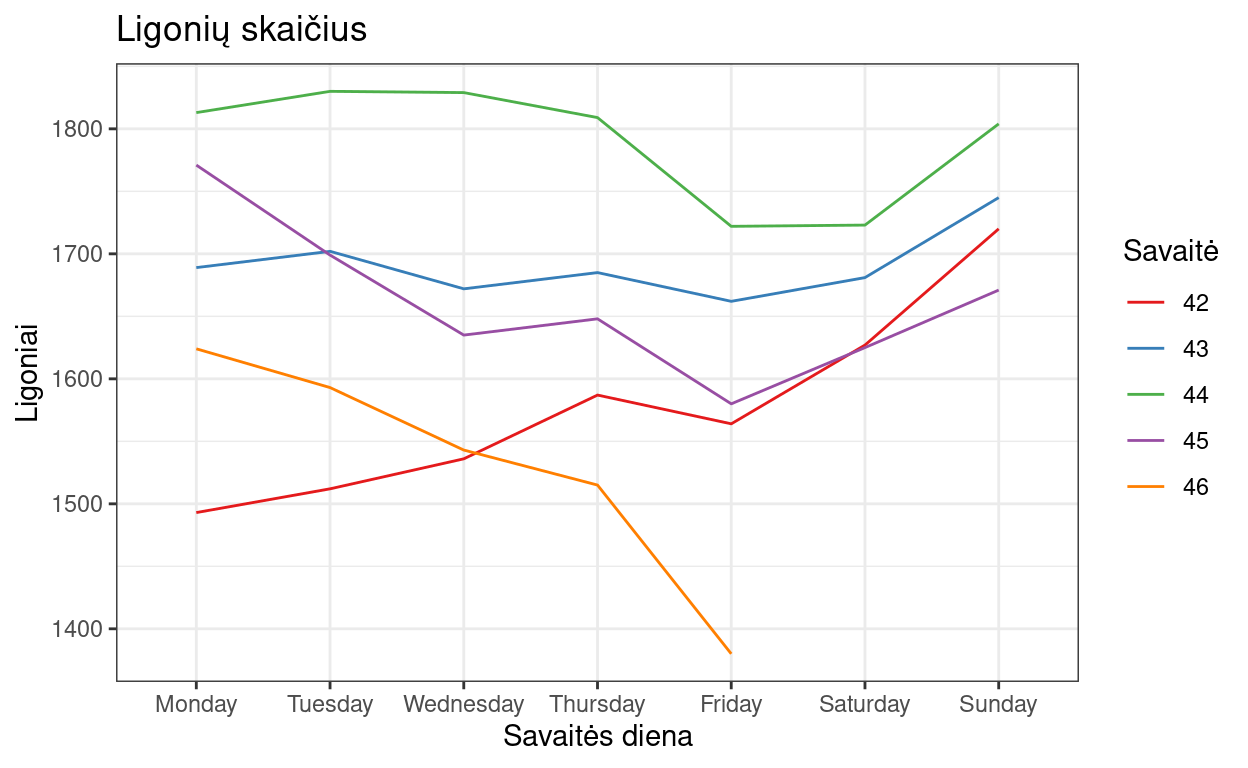 Ligonių skaičius
Ligoniai
1800
1700
1600
1500
1400
Monday Tuesday Wednesday Thursday Friday Saturday Sunday
Savaitės diena
Savaitė
42
43
44
45
46